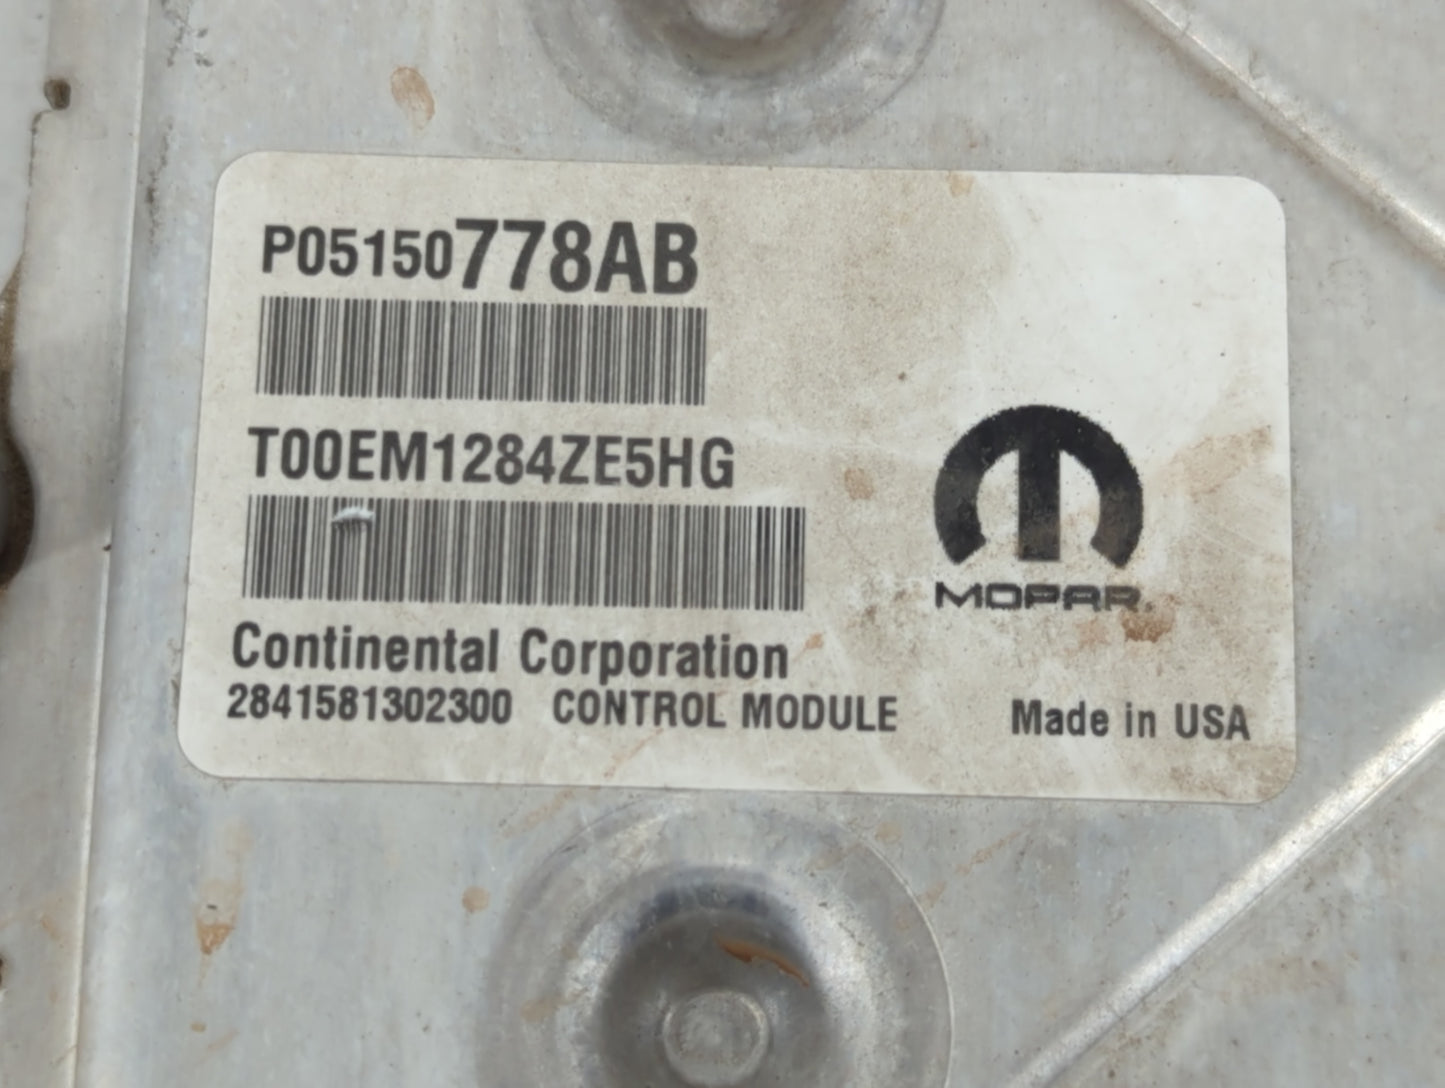 P05150778AB
T00EM1284ZE5HG
MOPAR.
Continental Corporation
2841581302300 CONTROL MODULE Made in USA